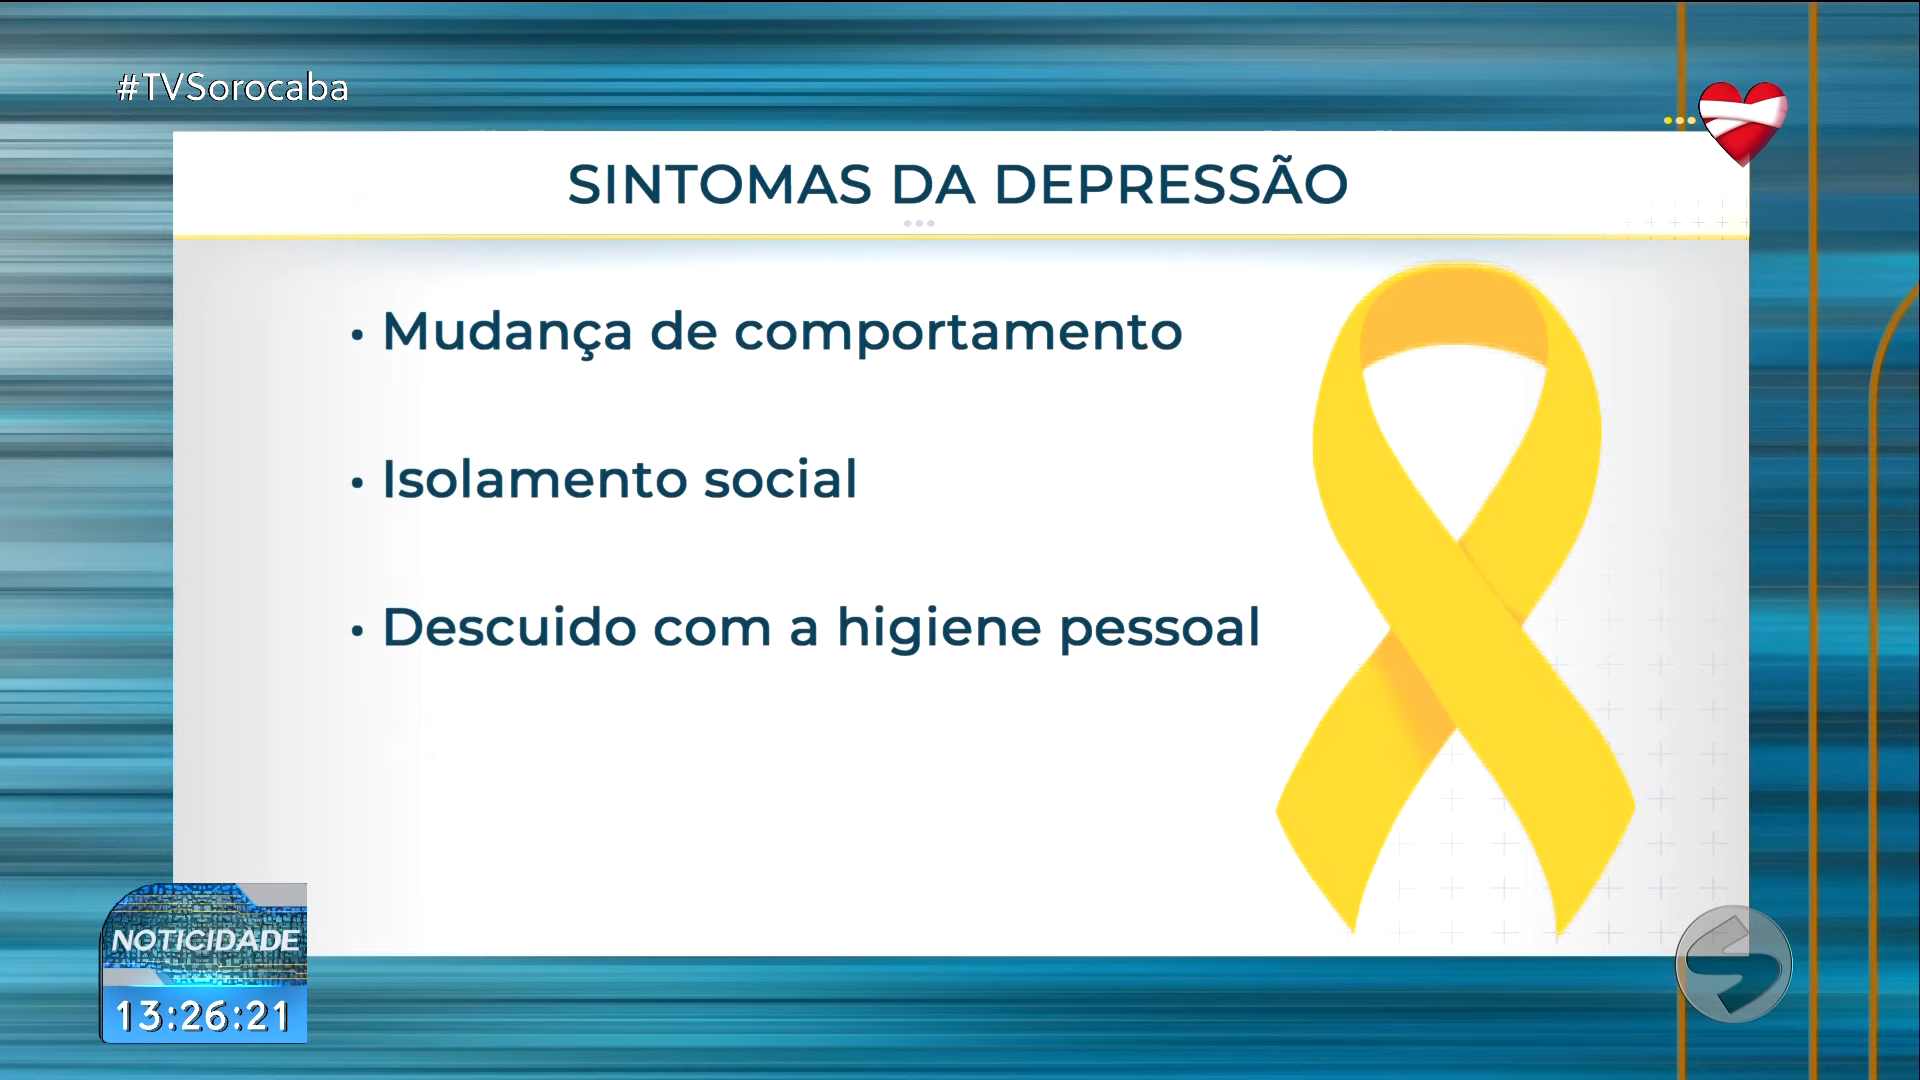 #TVSorocaba
SINTOMAS DA DEPRESSÃO
• Mudança de comportamento
• Isolamento social
• Descuido com a higiene pessoal
NOTICIDADE
13:26:21